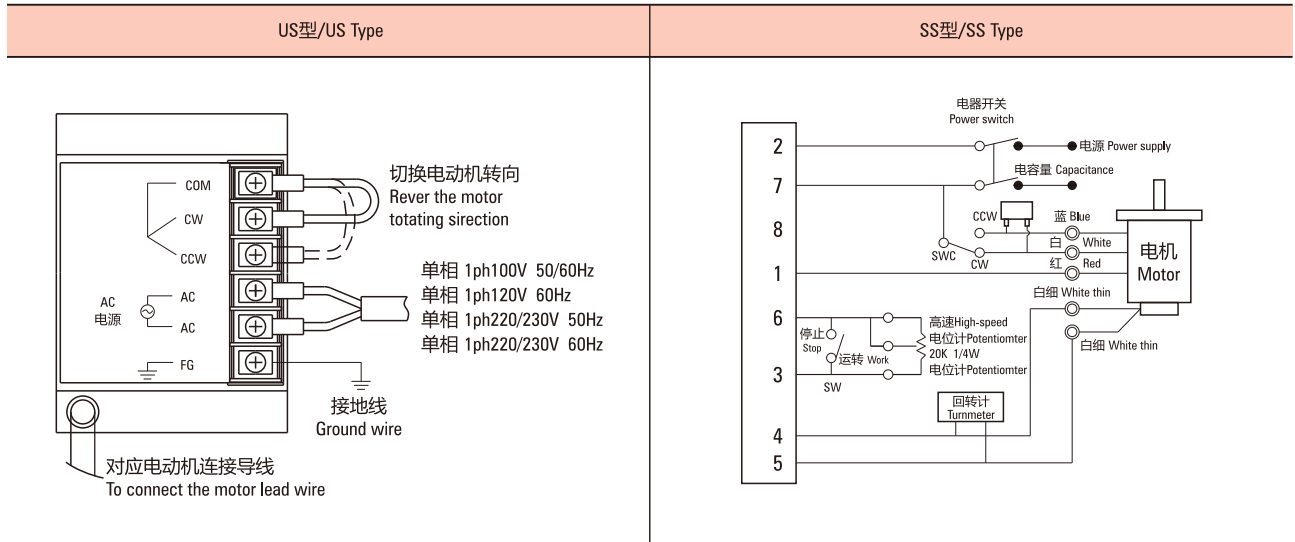 US型/US Type
SS型/SS Type
COM
CW
CCW
AC
电源
AC
AC
FG
切换电动机转向
Rever the motor
totating sirection
单相 1ph100V 50/60Hz
单相 1ph120V 60Hz
单相 1ph220/230V 50Hz
单相 1ph220/230V 60Hz
接地线
Ground wire
对应电动机连接导线
To connect the motor lead wire
电器开关
Power switch
2
电源 Power supply
7
电容量 Capacitance
8
CCW
蓝 Blue
白 White
SWC
CW
1
红 Red
电机
Motor
白细 White thin
6
停止
Stop
运转 Work
高速High-speed
电位计Potentiomter
20K 1/4W
电位计Potentiomter
白细 White thin
3
SW
回转计
Turnmeter
4
5